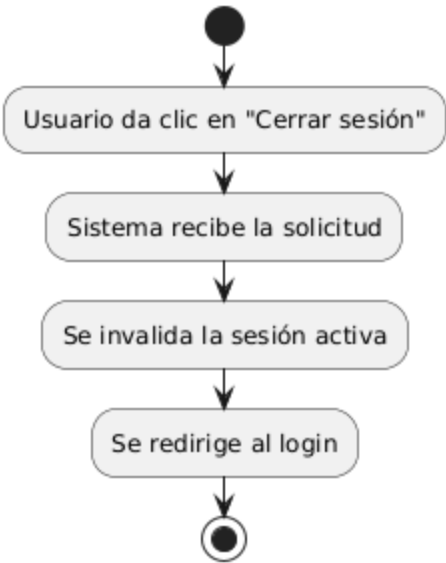 Usuario da clic en "Cerrar sesión"
Sistema recibe la solicitud
Se invalida la sesión activa
Se redirige al login